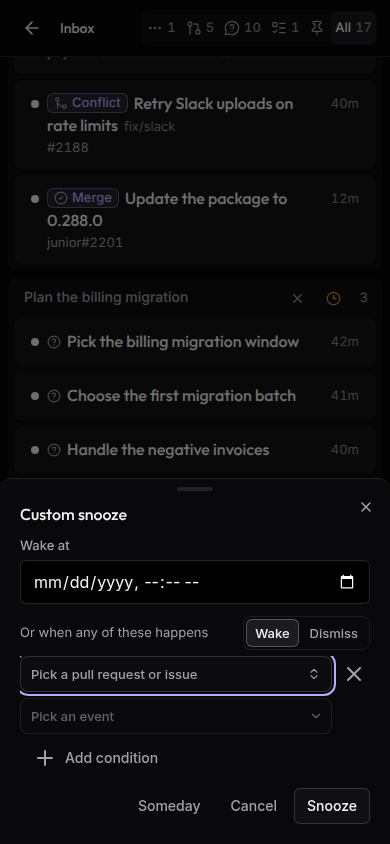 Inbox
1
5
10
1
All 17
Conflict Retry Slack uploads on 40m
rate limits fix/slack
#2188
Merge Update the package to 12m
0.288.0
junior#2201
Plan the billing migration 3
Pick the billing migration window 42m
Choose the first migration batch 41m
Handle the negative invoices 40m
Custom snooze
Wake at
mm/dd/yyyy, --:-- --
Or when any of these happens
Wake
Dismiss
Pick a pull request or issue
Pick an event
Add condition
Someday
Cancel
Snooze